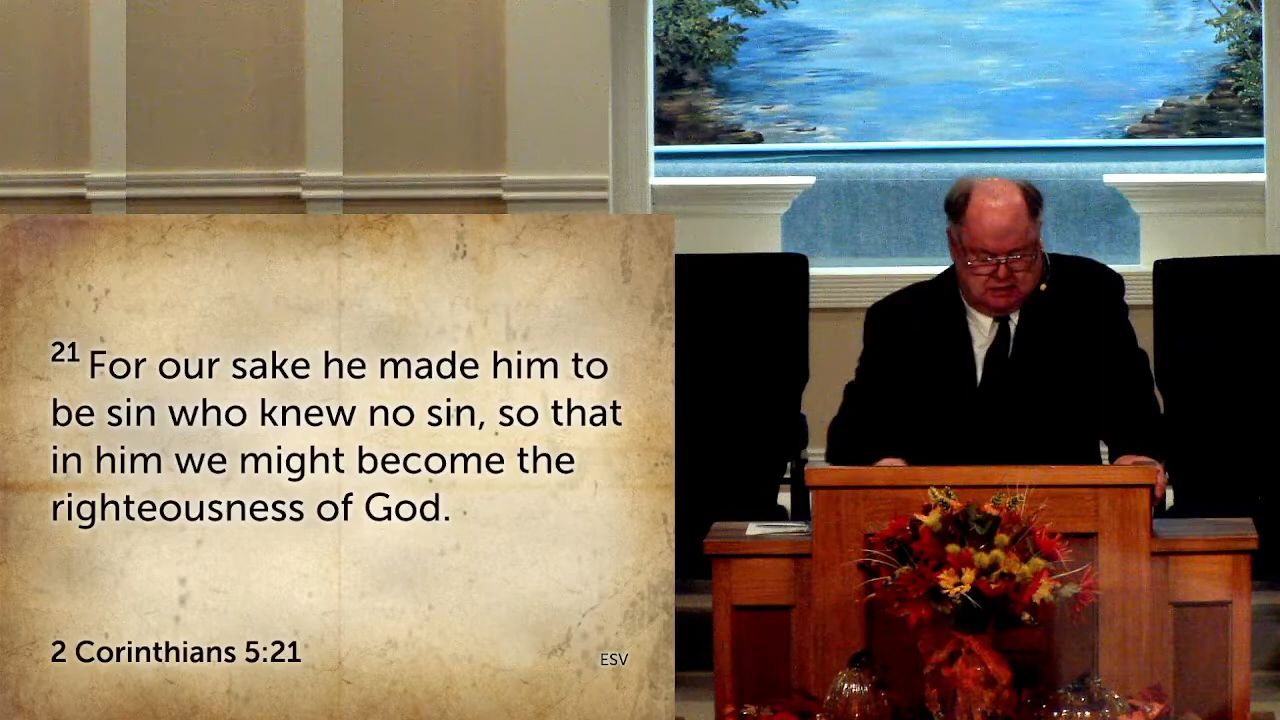 21 For our sake he made him to
be sin who knew no sin, so that
in him we might become the
righteousness of God.
2 Corinthians 5:21
ESV